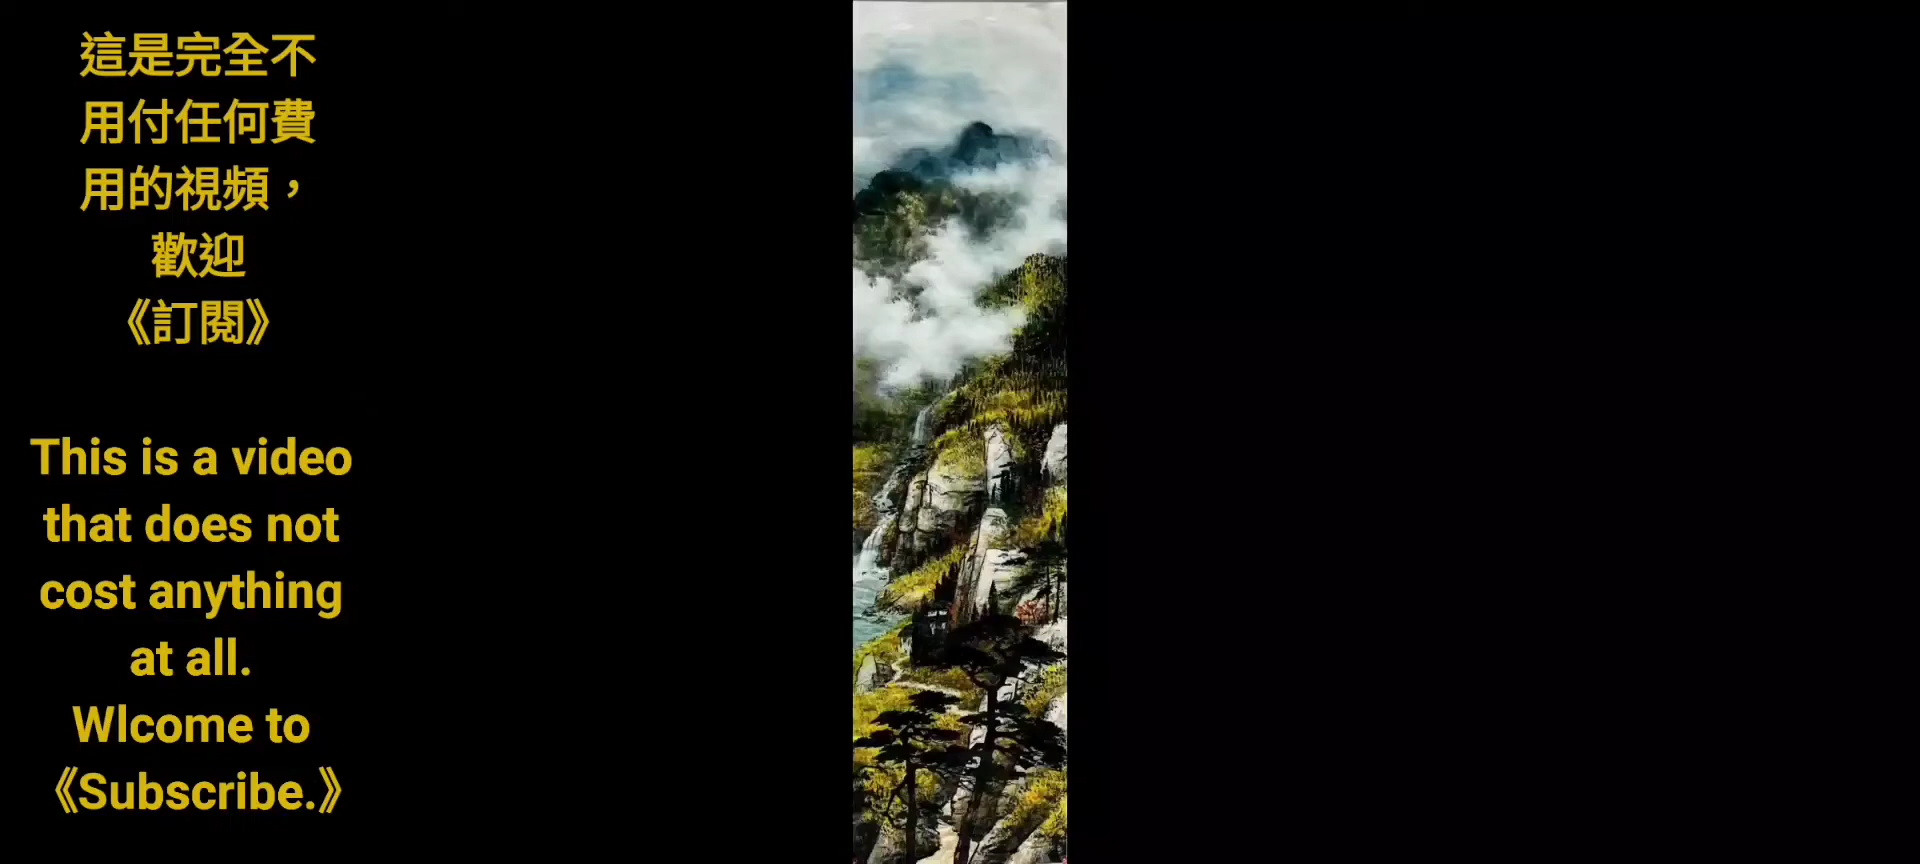 這是完全不
用付任何費
用的視頻，
歡迎
《訂閱》
This is a video
that does not
cost anything
at all.
Wlcome to
《Subscribe.》